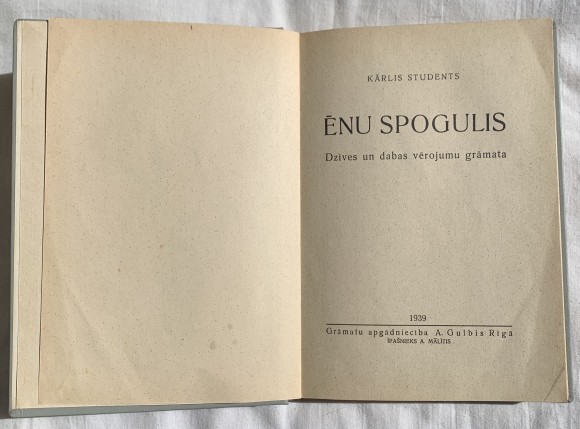 KĀRLIS STUDENTS
ĒNU SPOGULIS
Dzīves un dabas vērojumu grāmata
1939
Grāmatu apgādniecība A. Gulbis Rīgā
ĪPAŠNIEKS A. MĀLĪTIS